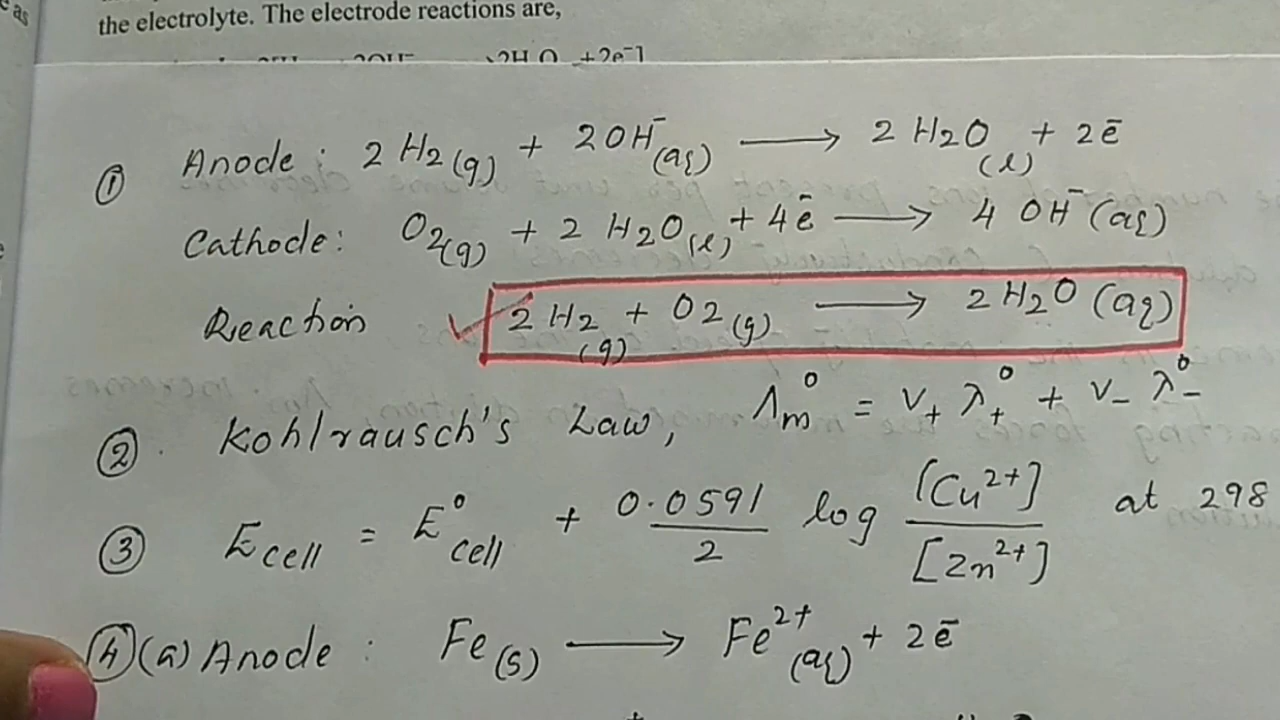 e as
the electrolyte. The electrode reactions are,
① Anode : 2 H₂(g) + 2OH⁻(aq) ⟶ 2 H₂O(l) + 2ē
Cathode : O₂(g) + 2 H₂O(l) + 4ē ⟶ 4 OH⁻(aq)
Reaction ✓ 2 H₂(g) + O₂(g) ⟶ 2 H₂O (aq)
② . Kohlrausch's Law, Λ°m = ν₊ λ°₊ + ν₋ λ°₋
③ E cell = E° cell + 0.0591/2 log [Cu²⁺]/[Zn²⁺] at 298
④ (a) Anode : Fe(s) ⟶ Fe²⁺(aq) + 2ē